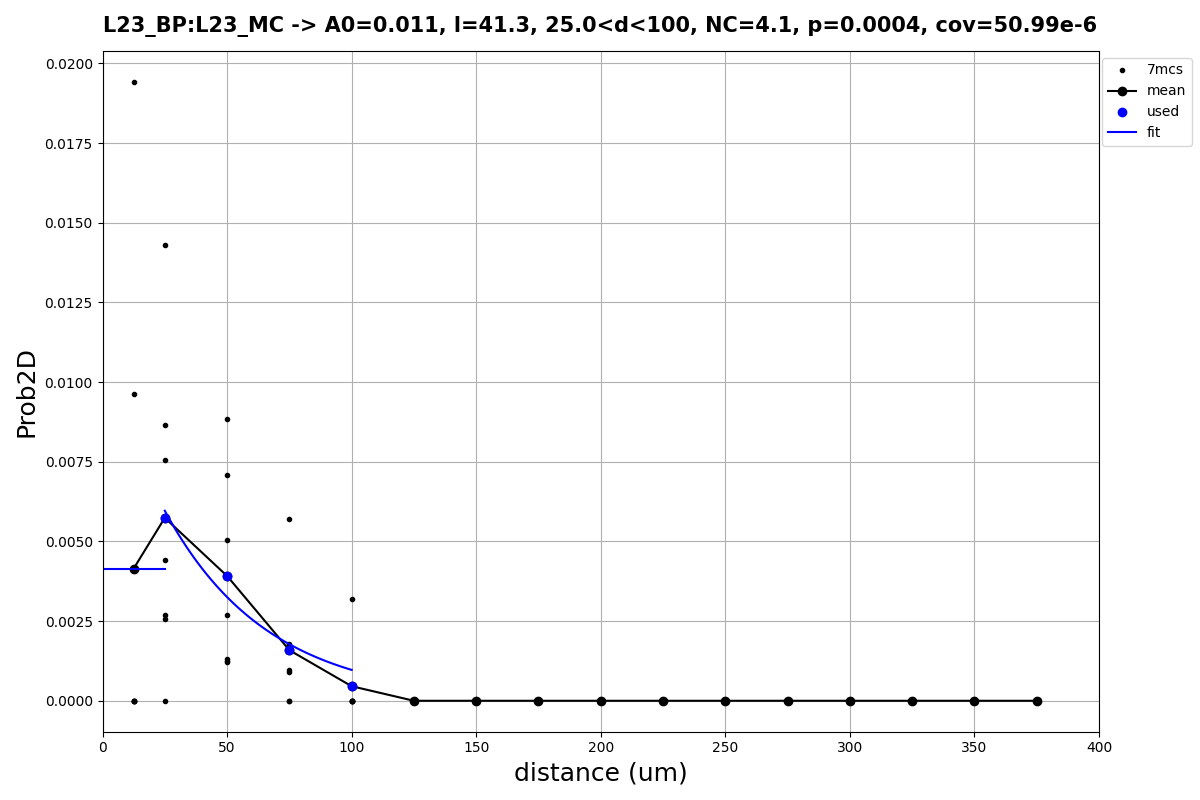 L23_BP:L23_MC -> A0=0.011, l=41.3, 25.0<d<100, NC=4.1, p=0.0004, cov=50.99e-6
7mcs
mean
used
fit
Prob2D
0.0200
0.0175
0.0150
0.0125
0.0100
0.0075
0.0050
0.0025
0.0000
0 50 100 150 200 250 300 350 400
distance (um)